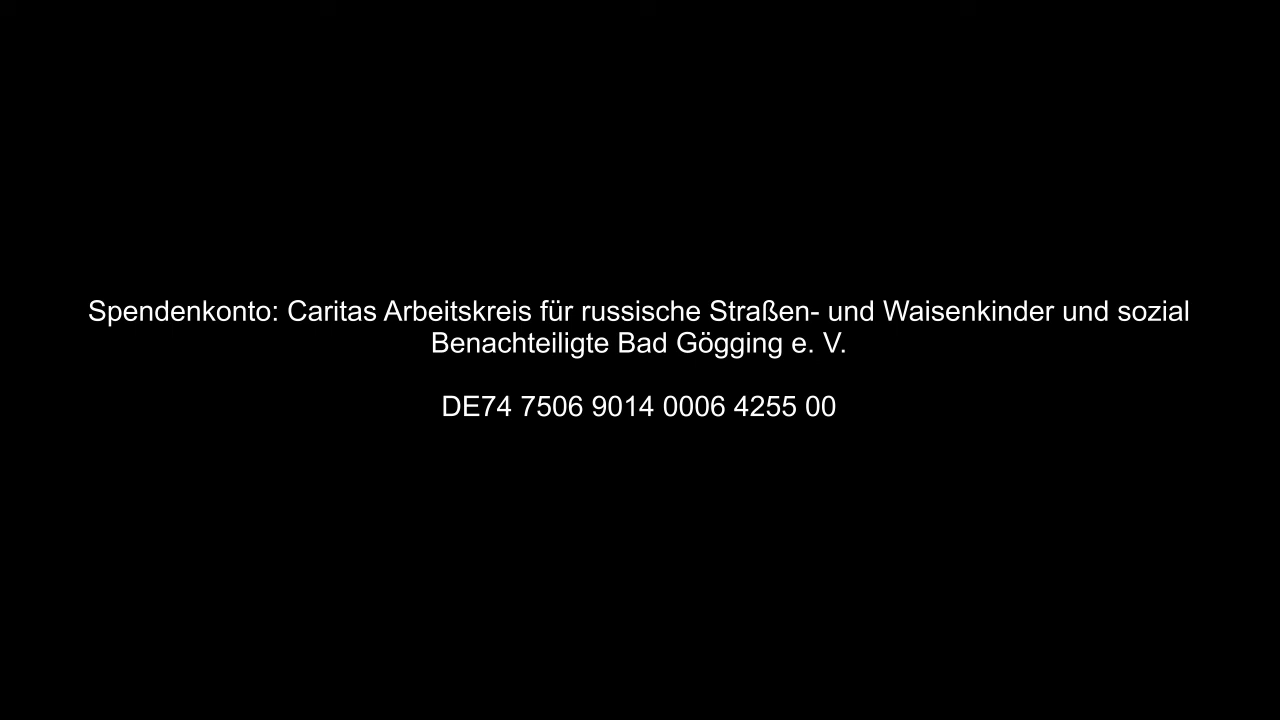 Spendenkonto: Caritas Arbeitskreis für russische Straßen- und Waisenkinder und sozial
Benachteiligte Bad Gögging e. V.
DE74 7506 9014 0006 4255 00